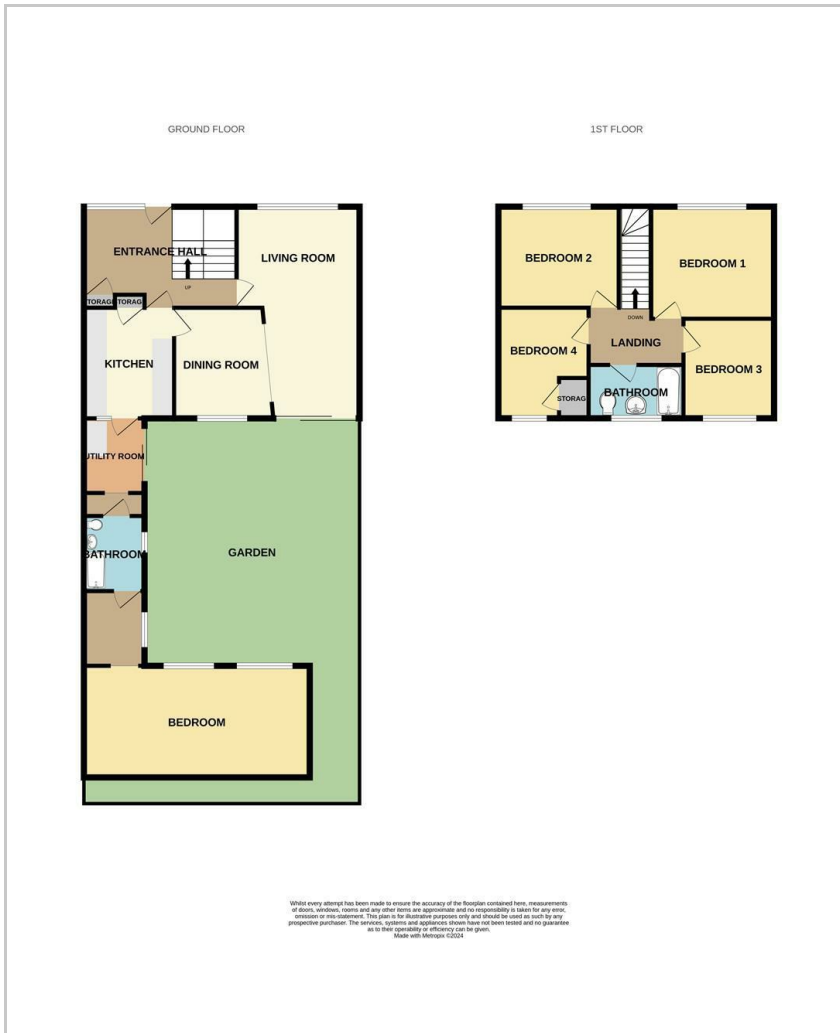 GROUND FLOOR
ENTRANCE HALL
UP
LIVING ROOM
STORAG
STORAG
KITCHEN
DINING ROOM
UTILITY ROOM
BATHROOM
GARDEN
BEDROOM
1ST FLOOR
BEDROOM 2
BEDROOM 1
DOWN
LANDING
BEDROOM 4
BEDROOM 3
BATHROOM
STORAG
Whilst every attempt has been made to ensure the accuracy of the floorplan contained here, measurements
of doors, windows, rooms and any other items are approximate and no responsibility is taken for any error,
omission or mis-statement. This plan is for illustrative purposes only and should be used as such by any
prospective purchaser. The services, systems and appliances shown have not been tested and no guarantee
as to their operability or efficiency can be given.
Made with Metropix ©2024